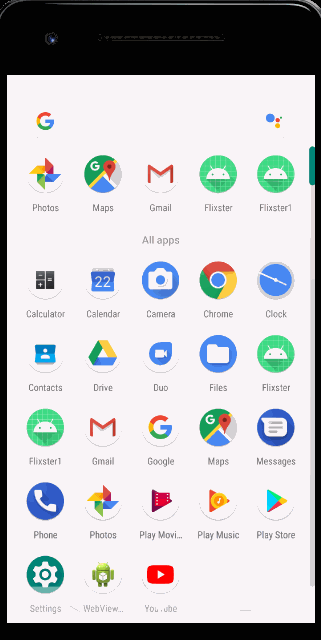 Photos Maps Gmail Flixster Flixster1
All apps
Calculator Calendar Camera Chrome Clock
Contacts Drive Duo Files Flixster
Flixster1 Gmail Google Maps Messages
Phone Photos Play Movi... Play Music Play Store
Settings WebView... YouTube